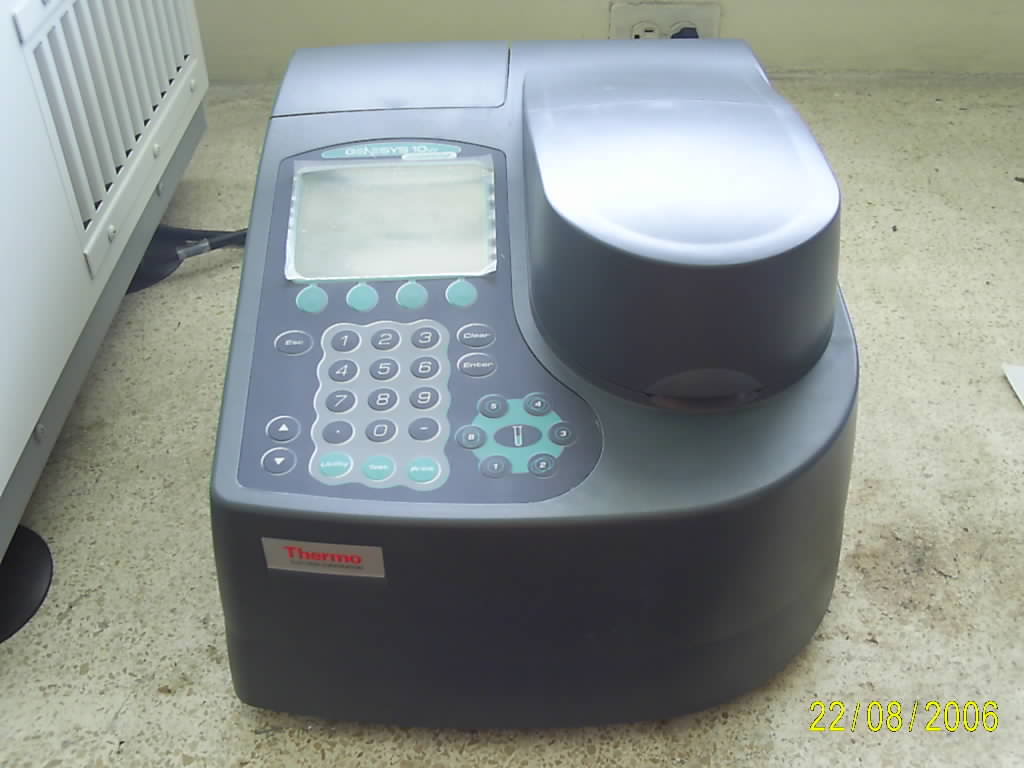 GENESYS 10
Esc
1 2 3
Clear
4 5 6
Enter
7 8 9
. 0 -
Utility Test Print
5 4
B 3
1 2
Thermo
22/08/2006